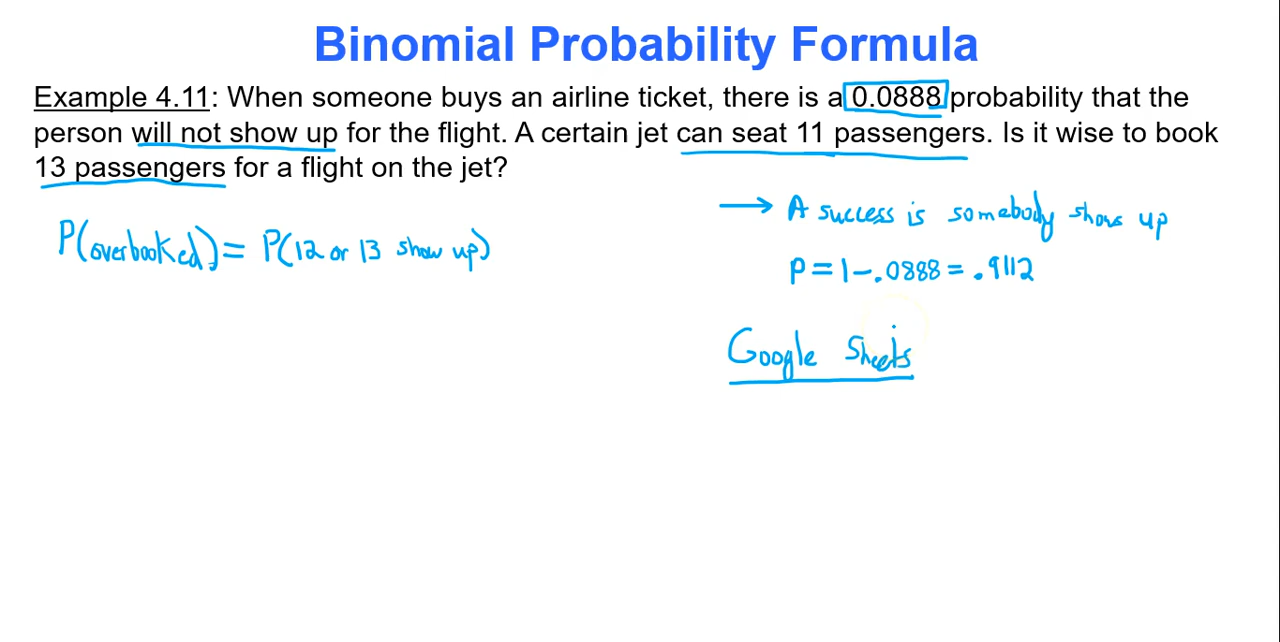 Binomial Probability Formula
Example 4.11: When someone buys an airline ticket, there is a 0.0888 probability that the
person will not show up for the flight. A certain jet can seat 11 passengers. Is it wise to book
13 passengers for a flight on the jet?
→ A success is somebody shows up
P(overbooked) = P(12 or 13 show up)
p = 1 - .0888 = .9112
Google Sheets